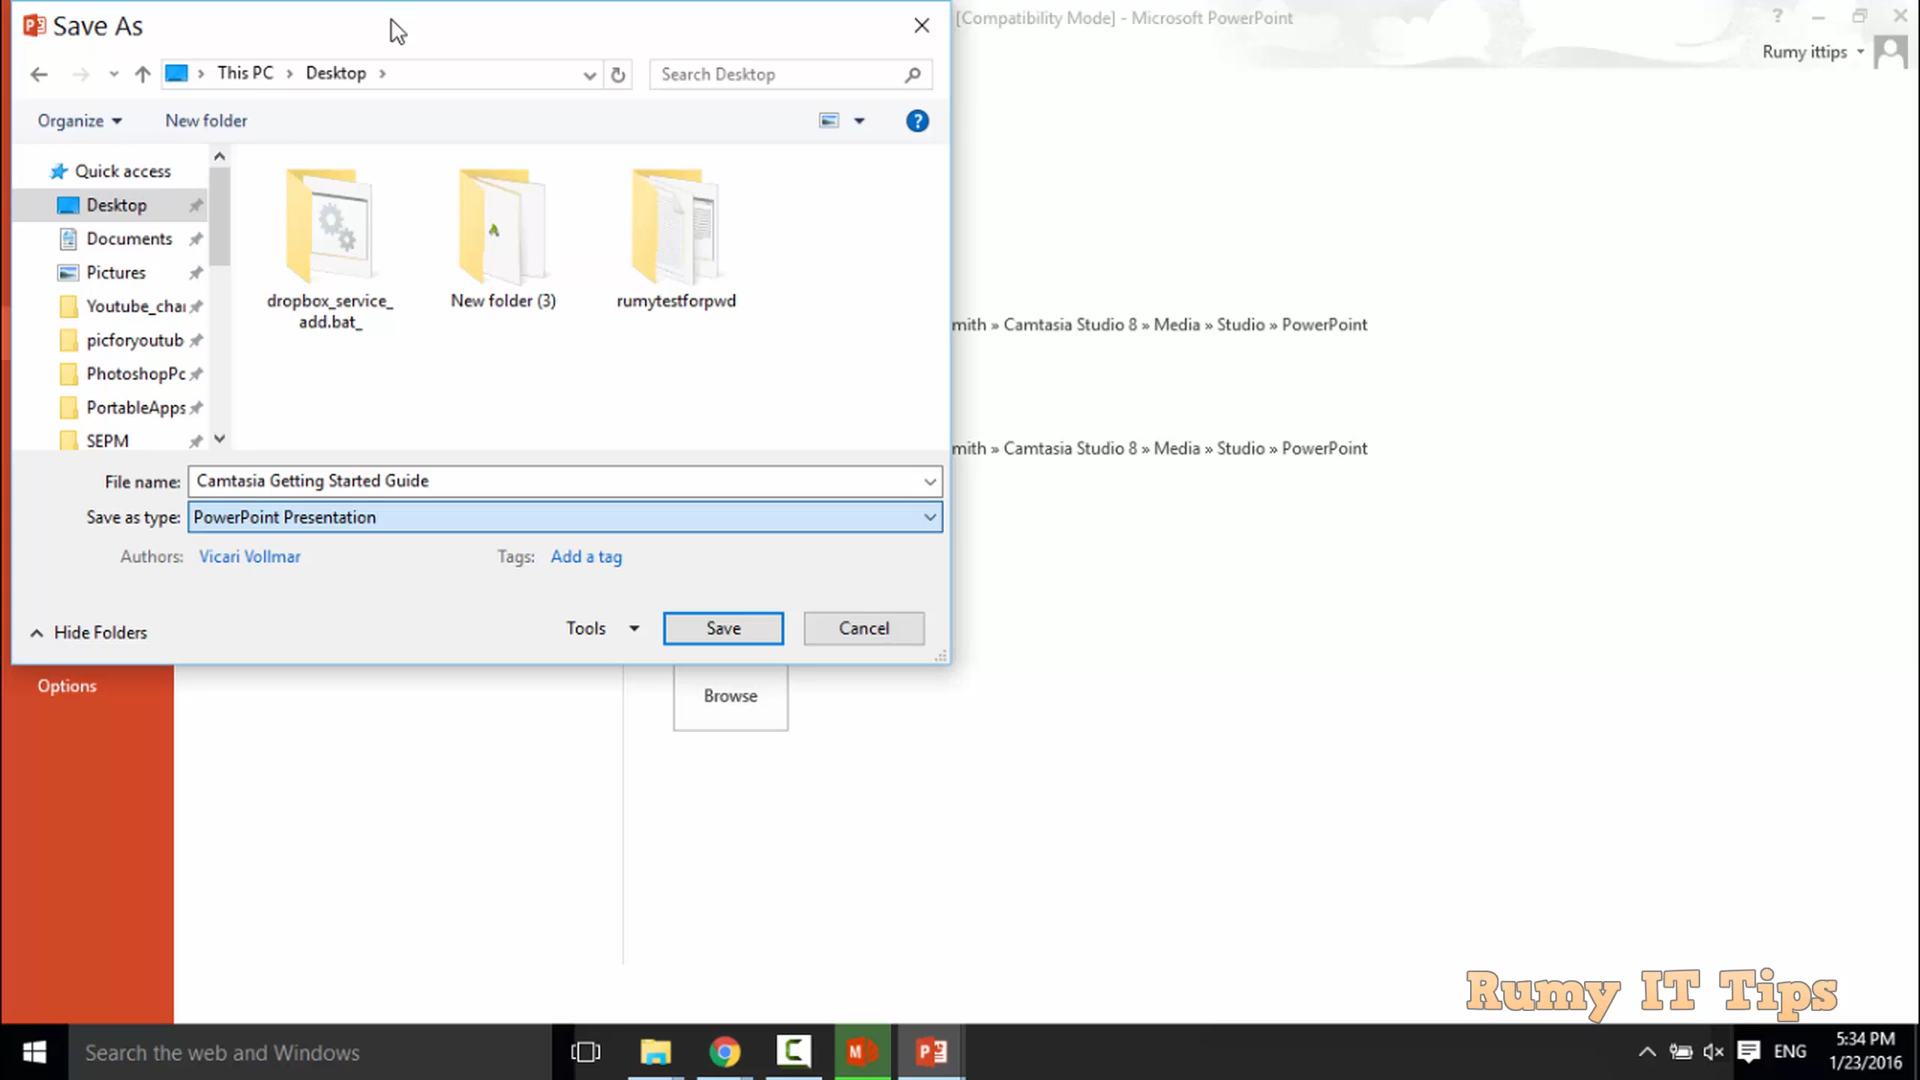 Save As
[Compatibility Mode] - Microsoft PowerPoint
?
Rumy ittips
This PC
Desktop
Search Desktop
Organize
New folder
?
Quick access
Desktop
Documents
Pictures
Youtube_cha
picforyoutub
PhotoshopPc
PortableApps
SEPM
dropbox_service_
add.bat_
New folder (3)
rumytestforpwd
mith » Camtasia Studio 8 » Media » Studio » PowerPoint
mith » Camtasia Studio 8 » Media » Studio » PowerPoint
File name: Camtasia Getting Started Guide
Save as type: PowerPoint Presentation
Authors: Vicari Vollmar
Tags: Add a tag
Hide Folders
Tools
Save
Cancel
Options
Browse
Rumy IT Tips
Search the web and Windows
ENG
5:34 PM
1/23/2016